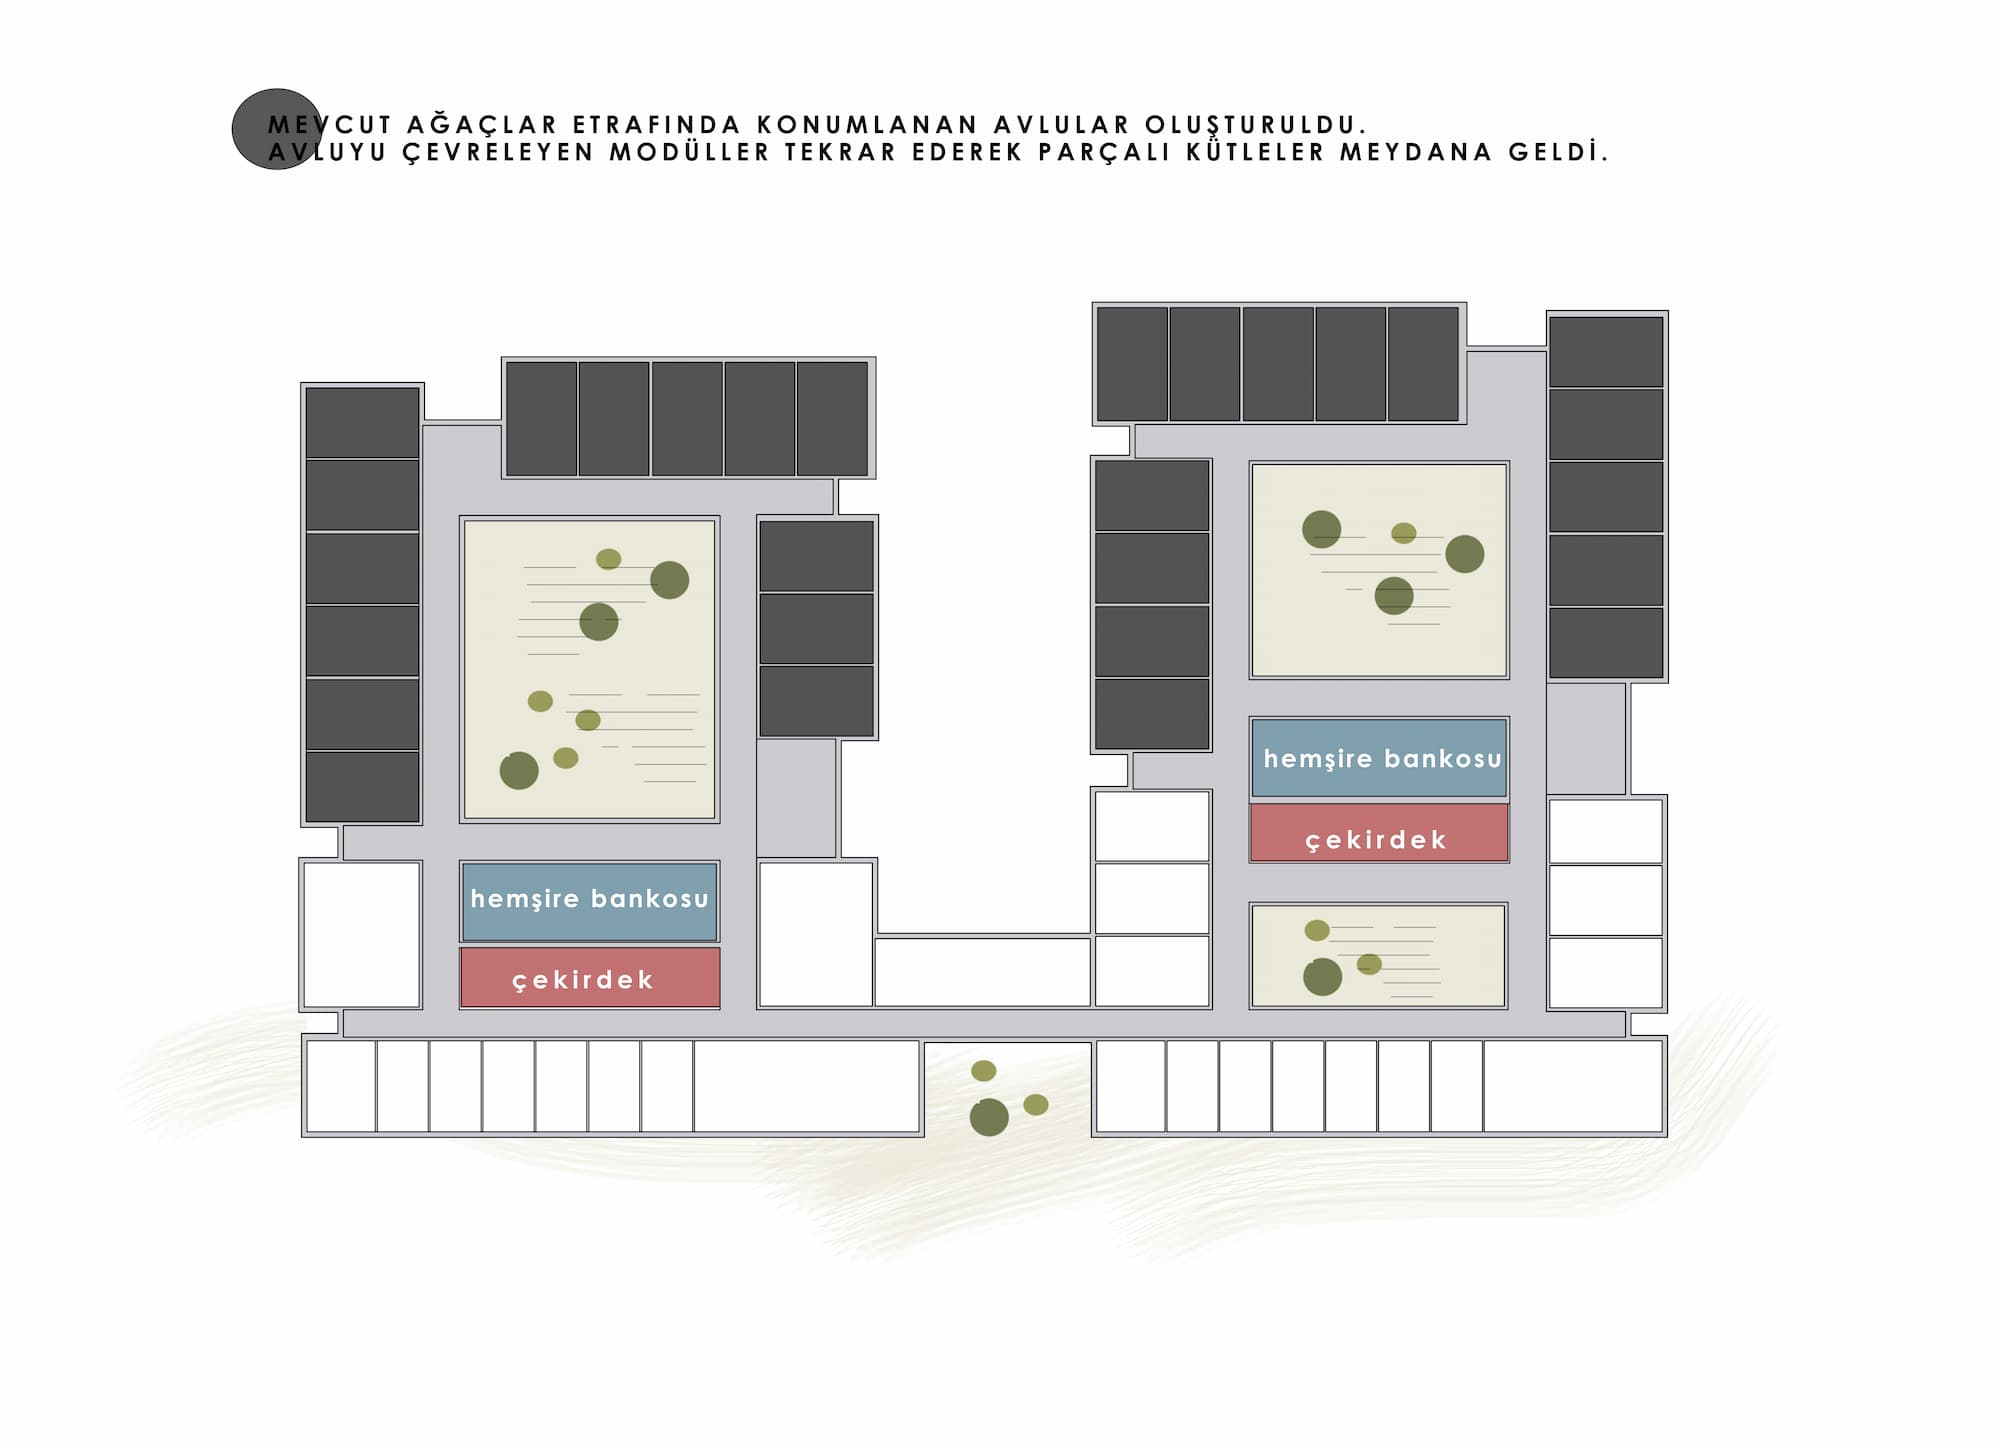 MEVCUT AĞAÇLAR ETRAFINDA KONUMLANAN AVLULAR OLUŞTURULDU.
AVLUYU ÇEVRELEYEN MODÜLLER TEKRAR EDEREK PARÇALI KÜTLELER MEYDANA GELDİ.
hemşire bankosu
çekirdek
hemşire bankosu
çekirdek